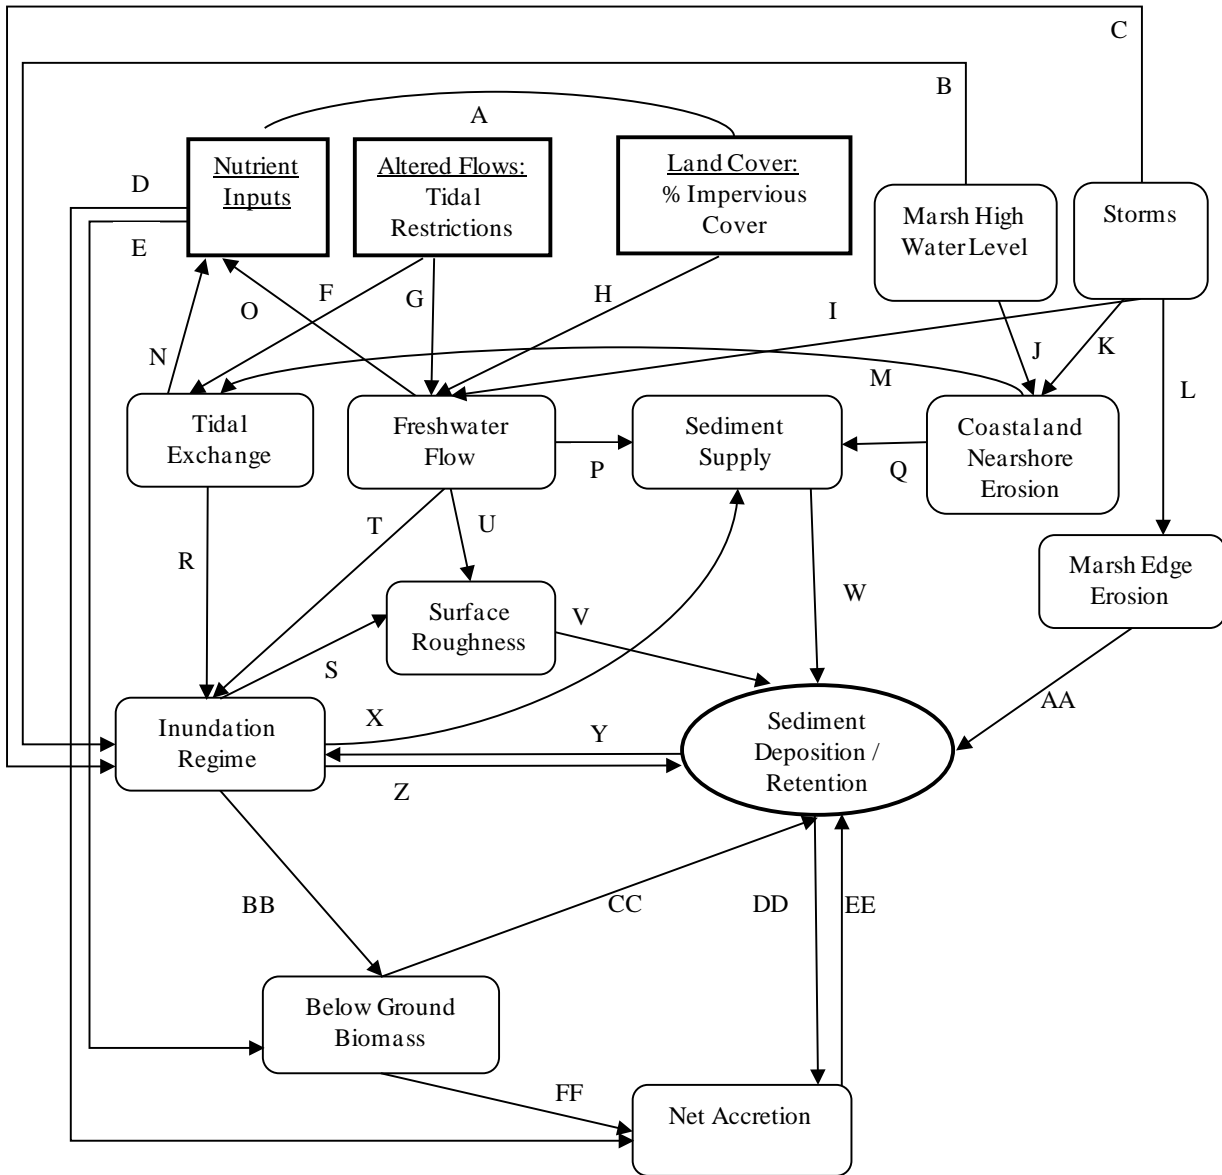 C
B
A
Nutrient
Inputs
Altered Flows:
Tidal
Restrictions
Land Cover:
% Impervious
Cover
D
Marsh High
Water Level
Storms
E
O
F
G
H
I
N
J
K
M
L
Tidal
Exchange
Freshwater
Flow
Sediment
Supply
Coastal and
Nearshore
Erosion
P
Q
T
U
R
Marsh Edge
Erosion
W
Surface
Roughness
V
S
AA
X
Y
Inundation
Regime
Sediment
Deposition /
Retention
Z
BB
CC
DD
EE
Below Ground
Biomass
FF
Net Accretion